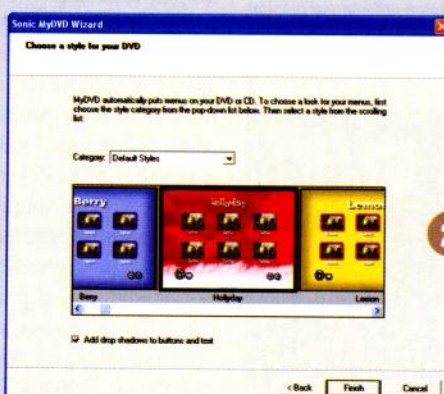 Sonic MyDVD Wizard
Choose a style for your DVD
MyDVD automatically puts menus on your DVD or CD. To choose a look for your menus, first
choose the style category from the pop-down list below. Then select a style from the scrolling
list.
Category: Default Styles
Berry Hollyday Lemon
Berry Hollyday Lemon
Add drop shadows to buttons and text
< Back Finish Cancel